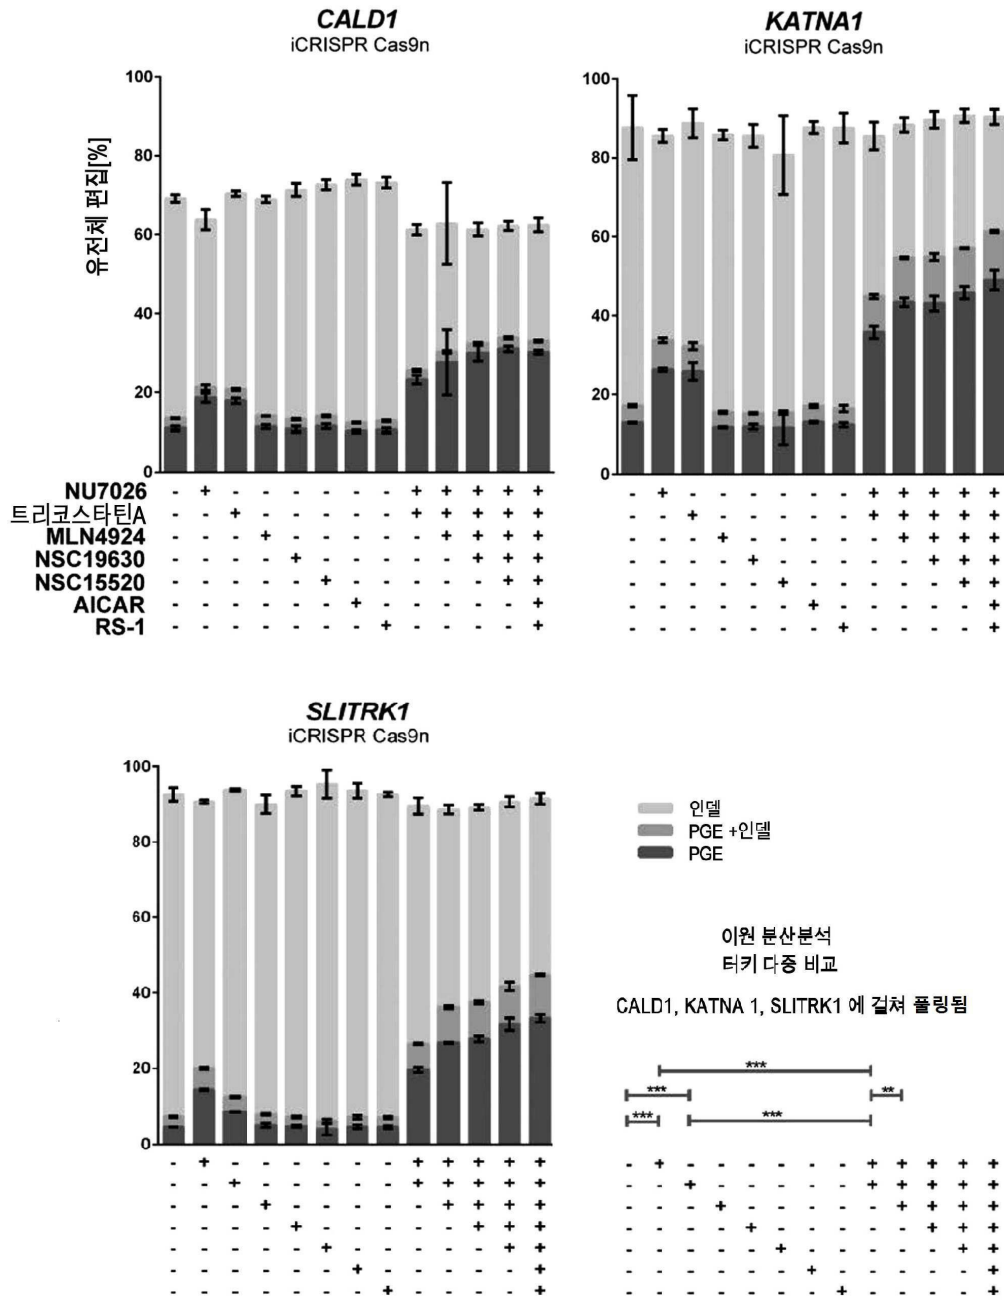 CALD1
iCRISPR Cas9n
유전체 편집[%]
100
80
60
40
20
0
NU7026 - + - - - - - - + + + + +
트리코스타틴A - - + - - - - - + + + + +
MLN4924 - - - + - - - - - + + + +
NSC19630 - - - - + - - - - - + + +
NSC15520 - - - - - + - - - - - + +
AICAR - - - - - - + - - - - - +
RS-1 - - - - - - - + - - - - +
KATNA1
iCRISPR Cas9n
100
80
60
40
20
0
- + - - - - - - + + + + +
- - + - - - - - + + + + +
- - - + - - - - - + + + +
- - - - + - - - - - + + +
- - - - - + - - - - - + +
- - - - - - + - - - - - +
- - - - - - - + - - - - +
SLITRK1
iCRISPR Cas9n
100
80
60
40
20
0
- + - - - - - - + + + + +
- - + - - - - - + + + + +
- - - + - - - - - + + + +
- - - - + - - - - - + + +
- - - - - + - - - - - + +
- - - - - - + - - - - - +
- - - - - - - + - - - - +
인델
PGE +인델
PGE
이원 분산분석
터키 다중 비교
CALD1, KATNA 1, SLITRK1 에 걸쳐 풀링됨
***
*** **
*** ***
- + - - - - - - + + + + +
- - + - - - - - + + + + +
- - - + - - - - - + + + +
- - - - + - - - - - + + +
- - - - - + - - - - - + +
- - - - - - + - - - - - +
- - - - - - - + - - - - +